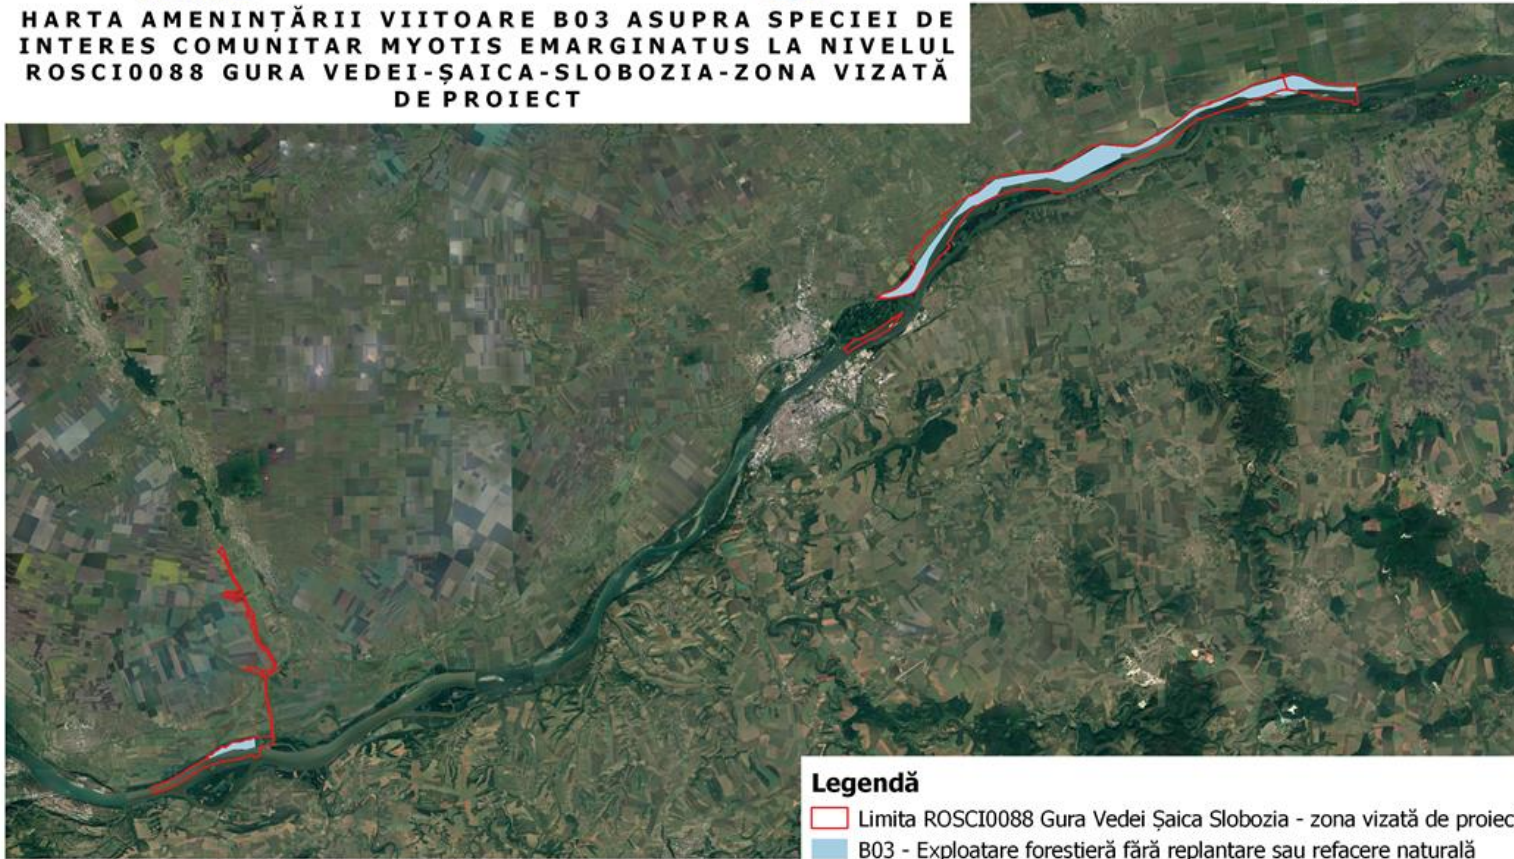 HARTA AMENINȚĂRII VIITOARE B03 ASUPRA SPECIEI DE
INTERES COMUNITAR MYOTIS EMARGINATUS LA NIVELUL
ROSCI0088 GURA VEDEI-ȘAICA-SLOBOZIA-ZONA VIZATĂ
DE PROIECT
Legendă
Limita ROSCI0088 Gura Vedei Șaica Slobozia - zona vizată de proiec
B03 - Exploatare forestieră fără replantare sau refacere naturală